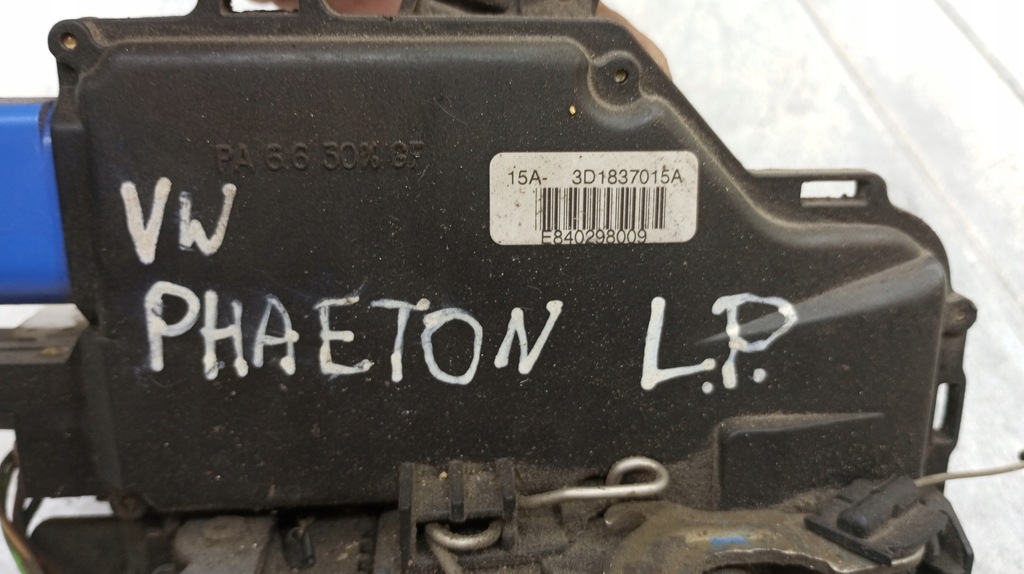 PA 6.6 30% GF
15A- 3D1837015A
E840298009
VW
PHAETON L.P.